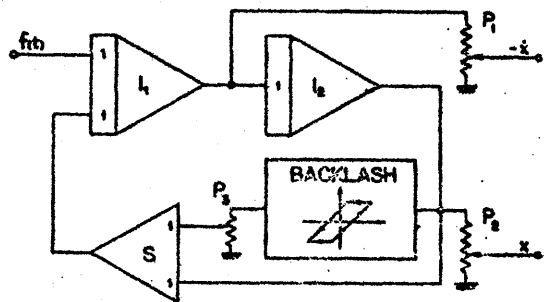 f(t)
1
1
I₁
1
I₂
P₁
-ẋ
BACKLASH
P₃
1
1
S
P₂
x